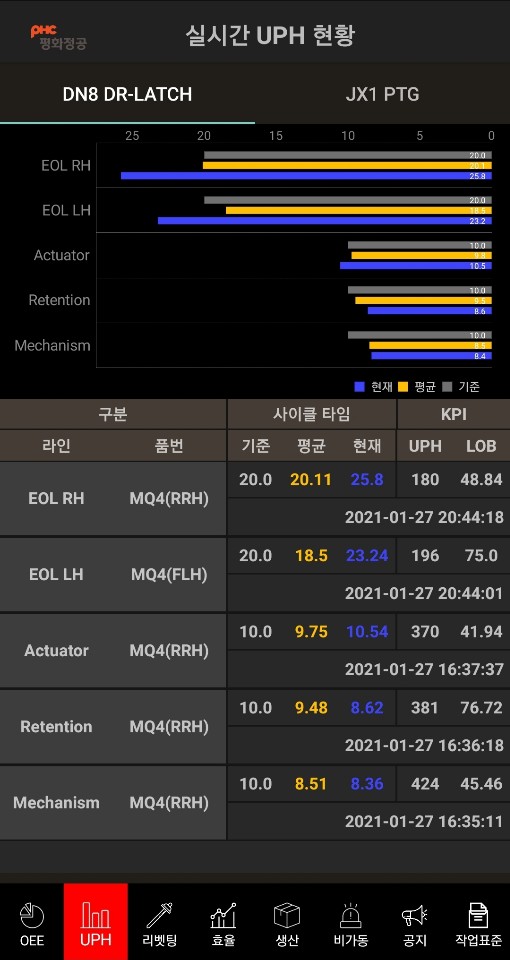 PHC
평화정공
실시간 UPH 현황
DN8 DR-LATCH JX1 PTG
25 20 15 10 5 0
EOL RH 20.0
20.1
25.8
EOL LH 20.0
18.5
23.2
Actuator 10.0
9.8
10.5
Retention 10.0
9.5
8.6
Mechanism 10.0
8.5
8.4
현재 평균 기준
구분 사이클 타임 KPI
라인 품번 기준 평균 현재 UPH LOB
EOL RH MQ4(RRH) 20.0 20.11 25.8 180 48.84
2021-01-27 20:44:18
EOL LH MQ4(FLH) 20.0 18.5 23.24 196 75.0
2021-01-27 20:44:01
Actuator MQ4(RRH) 10.0 9.75 10.54 370 41.94
2021-01-27 16:37:37
Retention MQ4(RRH) 10.0 9.48 8.62 381 76.72
2021-01-27 16:36:18
Mechanism MQ4(RRH) 10.0 8.51 8.36 424 45.46
2021-01-27 16:35:11
OEE UPH 리벳팅 효율 생산 비가동 공지 작업표준